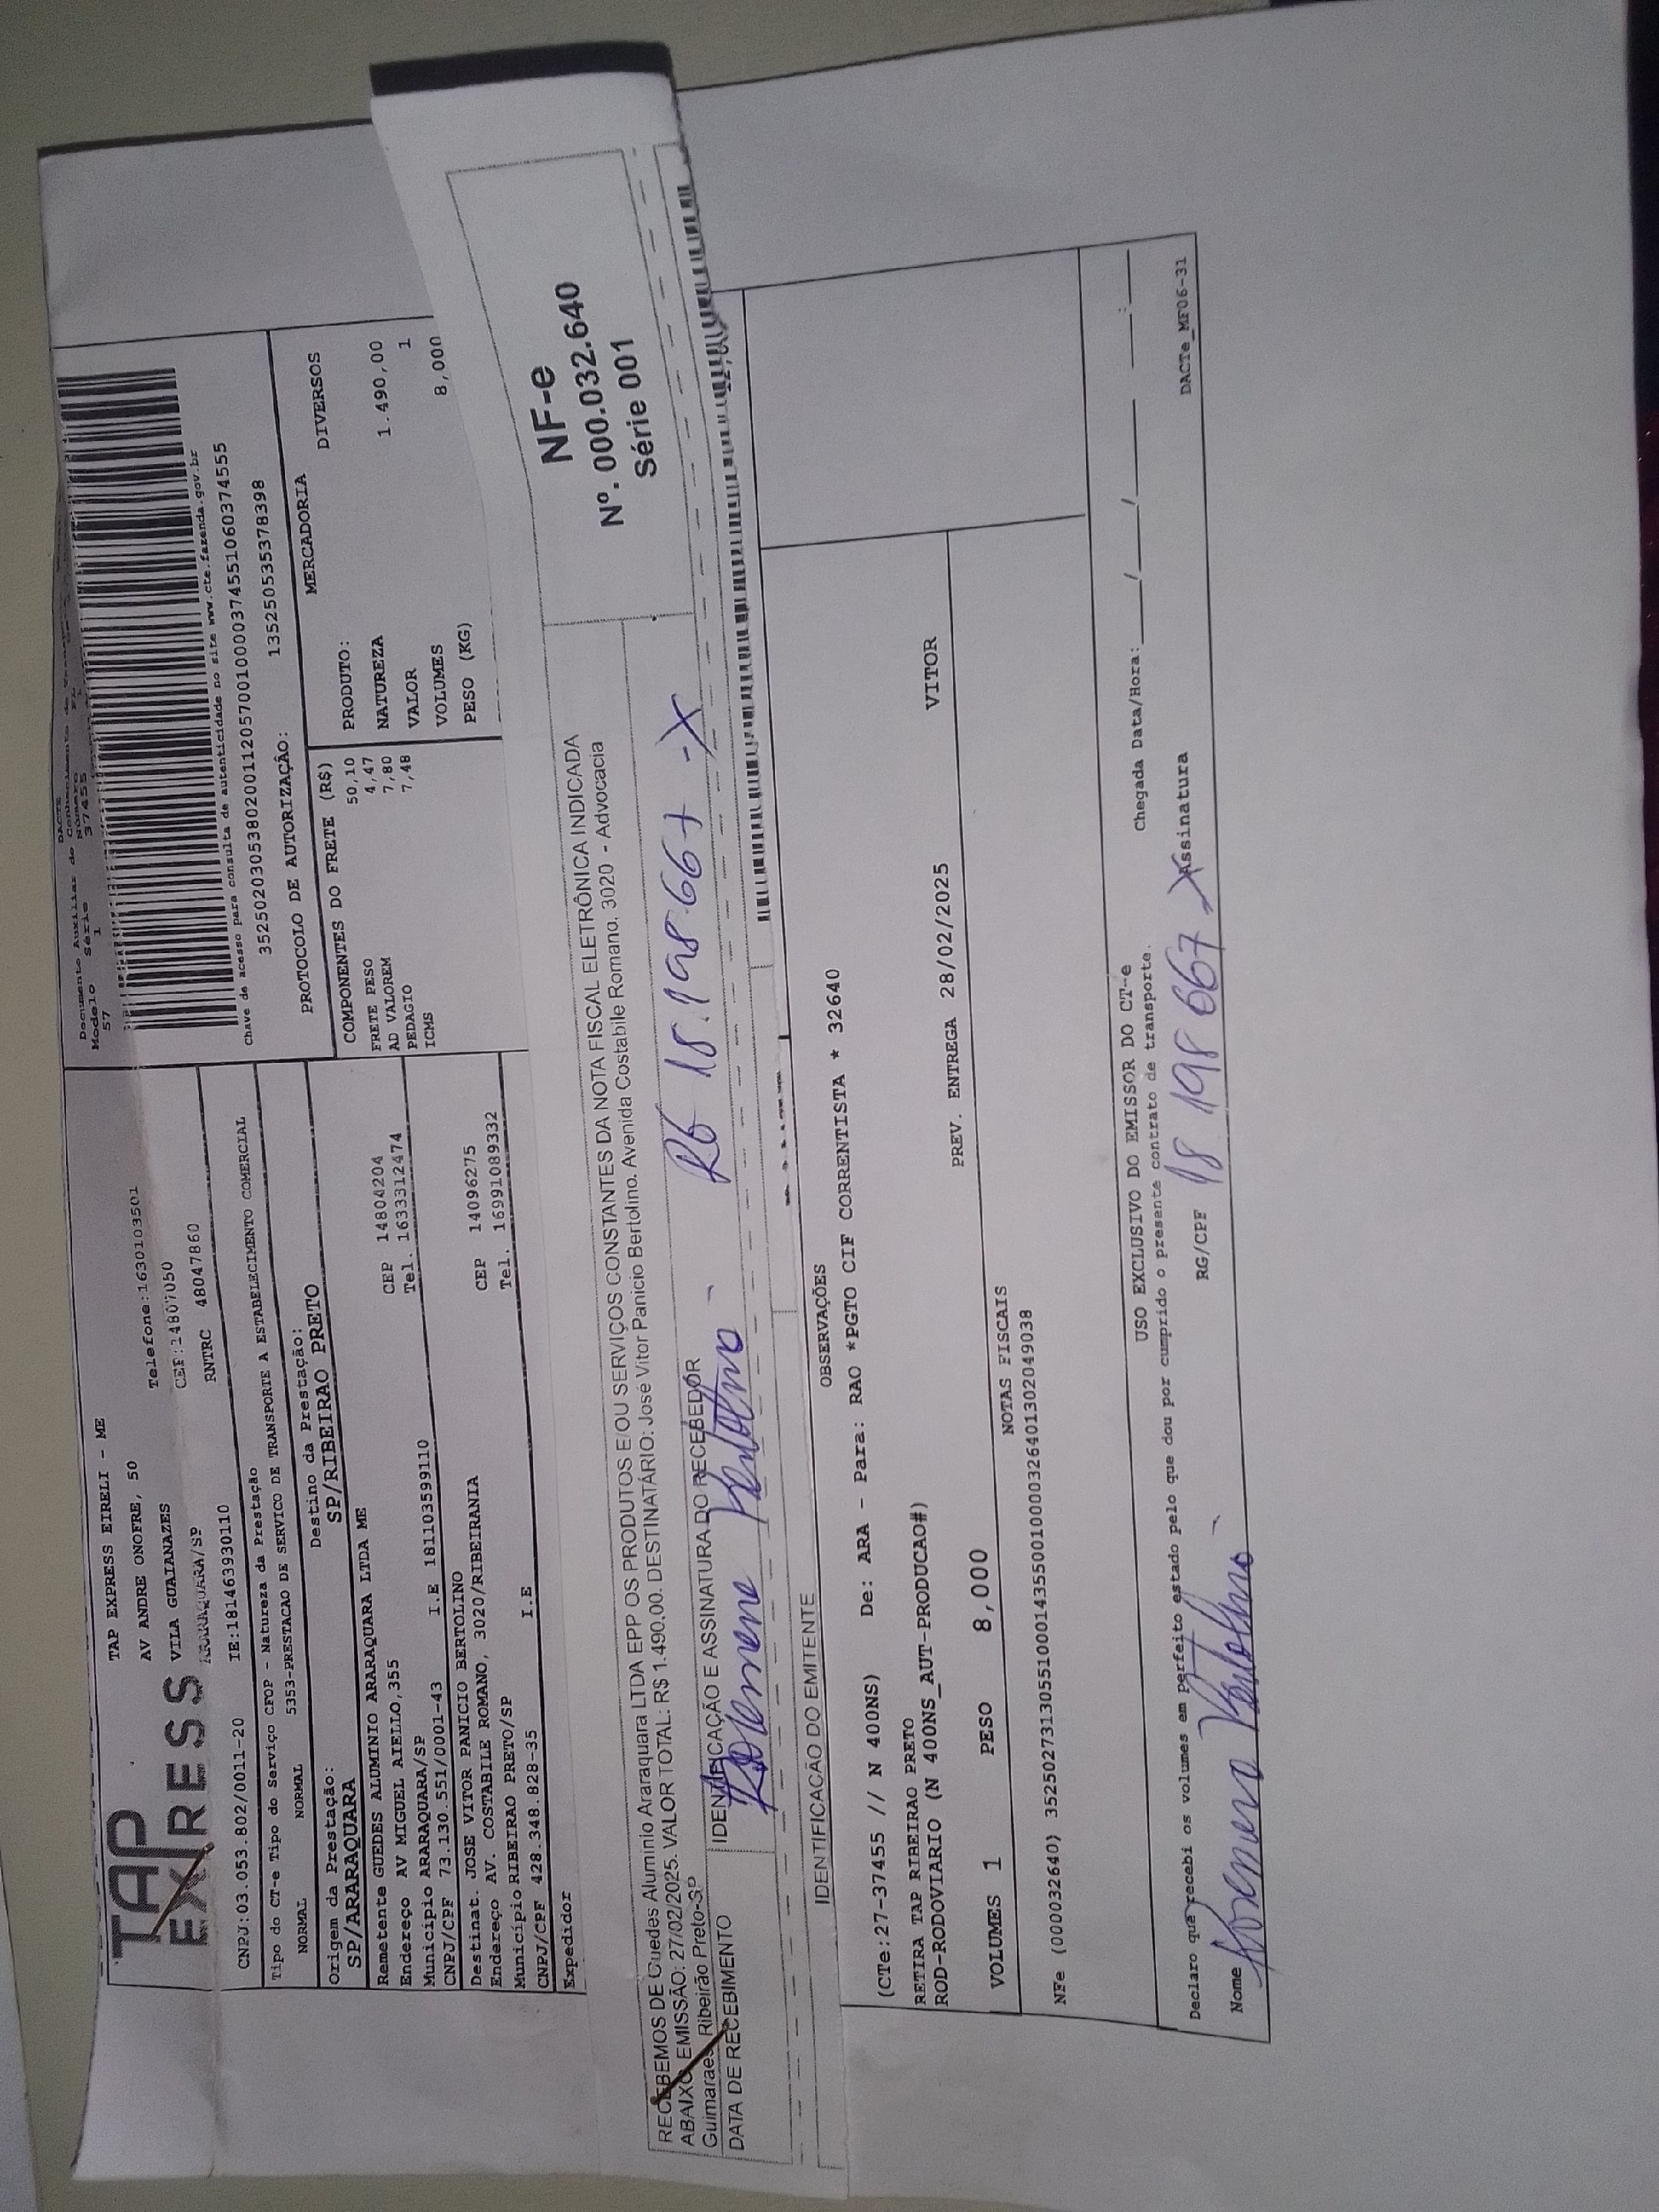 TAP
EXPRESS
TAP EXPRESS EIRELI - ME
AV ANDRE ONOFRE, 50 Telefone:1630103501
VILA GUAIANAZES CEP:14807050
ARARAQUARA/SP RNTRC 48047860
CNPJ:03.053.802/0011-20 IE:181463930110
DACTE
Documento Auxiliar do Conhecimento de
Modelo Série Número
57 1 37455
Chave de acesso para consulta de autenticidade no site www.cte.fazenda.gov.br
35250203053802001120570010000374551060374555
PROTOCOLO DE AUTORIZAÇÃO: 135250535378398
Tipo do CT-e Tipo do Serviço CFOP - Natureza da Prestação
NORMAL NORMAL 5353-PRESTACAO DE SERVICO DE TRANSPORTE A ESTABELECIMENTO COMERCIAL
Origem da Prestação: Destino da Prestação:
SP/ARARAQUARA SP/RIBEIRAO PRETO
Remetente GUEDES ALUMINIO ARARAQUARA LTDA ME
Endereço AV MIGUEL AIELLO,355 CEP 14804204
Município ARARAQUARA/SP Tel. 1633312474
CNPJ/CPF 73.130.551/0001-43 I.E 181103599110
Destinat. JOSE VITOR PANICIO BERTOLINO
Endereço AV. COSTABILE ROMANO, 3020/RIBEIRANIA CEP 14096275
Município RIBEIRAO PRETO/SP Tel. 16991089332
CNPJ/CPF 428.348.828-35 I.E
Expedidor
COMPONENTES DO FRETE (R$)
FRETE PESO 50,10
AD VALOREM 4,47
PEDAGIO 7,80
ICMS 7,48
MERCADORIA
PRODUTO: DIVERSOS
NATUREZA
VALOR 1.490,00
VOLUMES 1
PESO (KG) 8,000
RECEBEMOS DE Guedes Aluminio Araraquara LTDA EPP OS PRODUTOS E/OU SERVIÇOS CONSTANTES DA NOTA FISCAL ELETRÔNICA INDICADA
ABAIXO. EMISSÃO: 27/02/2025. VALOR TOTAL: R$ 1.490,00. DESTINATÁRIO: José Vitor Panicio Bertolino. Avenida Costabile Romano, 3020 - Advocacia
Guimaraes Ribeirão Preto-SP
DATA DE RECEBIMENTO IDENTIFICAÇÃO E ASSINATURA DO RECEBEDOR
RG 18.198.667-X
NF-e
Nº. 000.032.640
Série 001
IDENTIFICAÇÃO DO EMITENTE
OBSERVAÇÕES
(CTe:27-37455 // N 400NS) De: ARA - Para: RAO *PGTO CIF CORRENTISTA * 32640
RETIRA TAP RIBEIRAO PRETO
ROD-RODOVIARIO (N 400NS_AUT-PRODUCAO#) VITOR
PREV. ENTREGA 28/02/2025
VOLUMES 1 PESO 8,000
NOTAS FISCAIS
NFe (000032640) 35250273130551000143550010000326401302049038
USO EXCLUSIVO DO EMISSOR DO CT-e
Declaro que recebi os volumes em perfeito estado pelo que dou por cumprido o presente contrato de transporte.
Chegada Data/Hora: ___/___/_____ ___:___
Nome RG/CPF 18 198 667 X Assinatura
DACTe_MF06-31